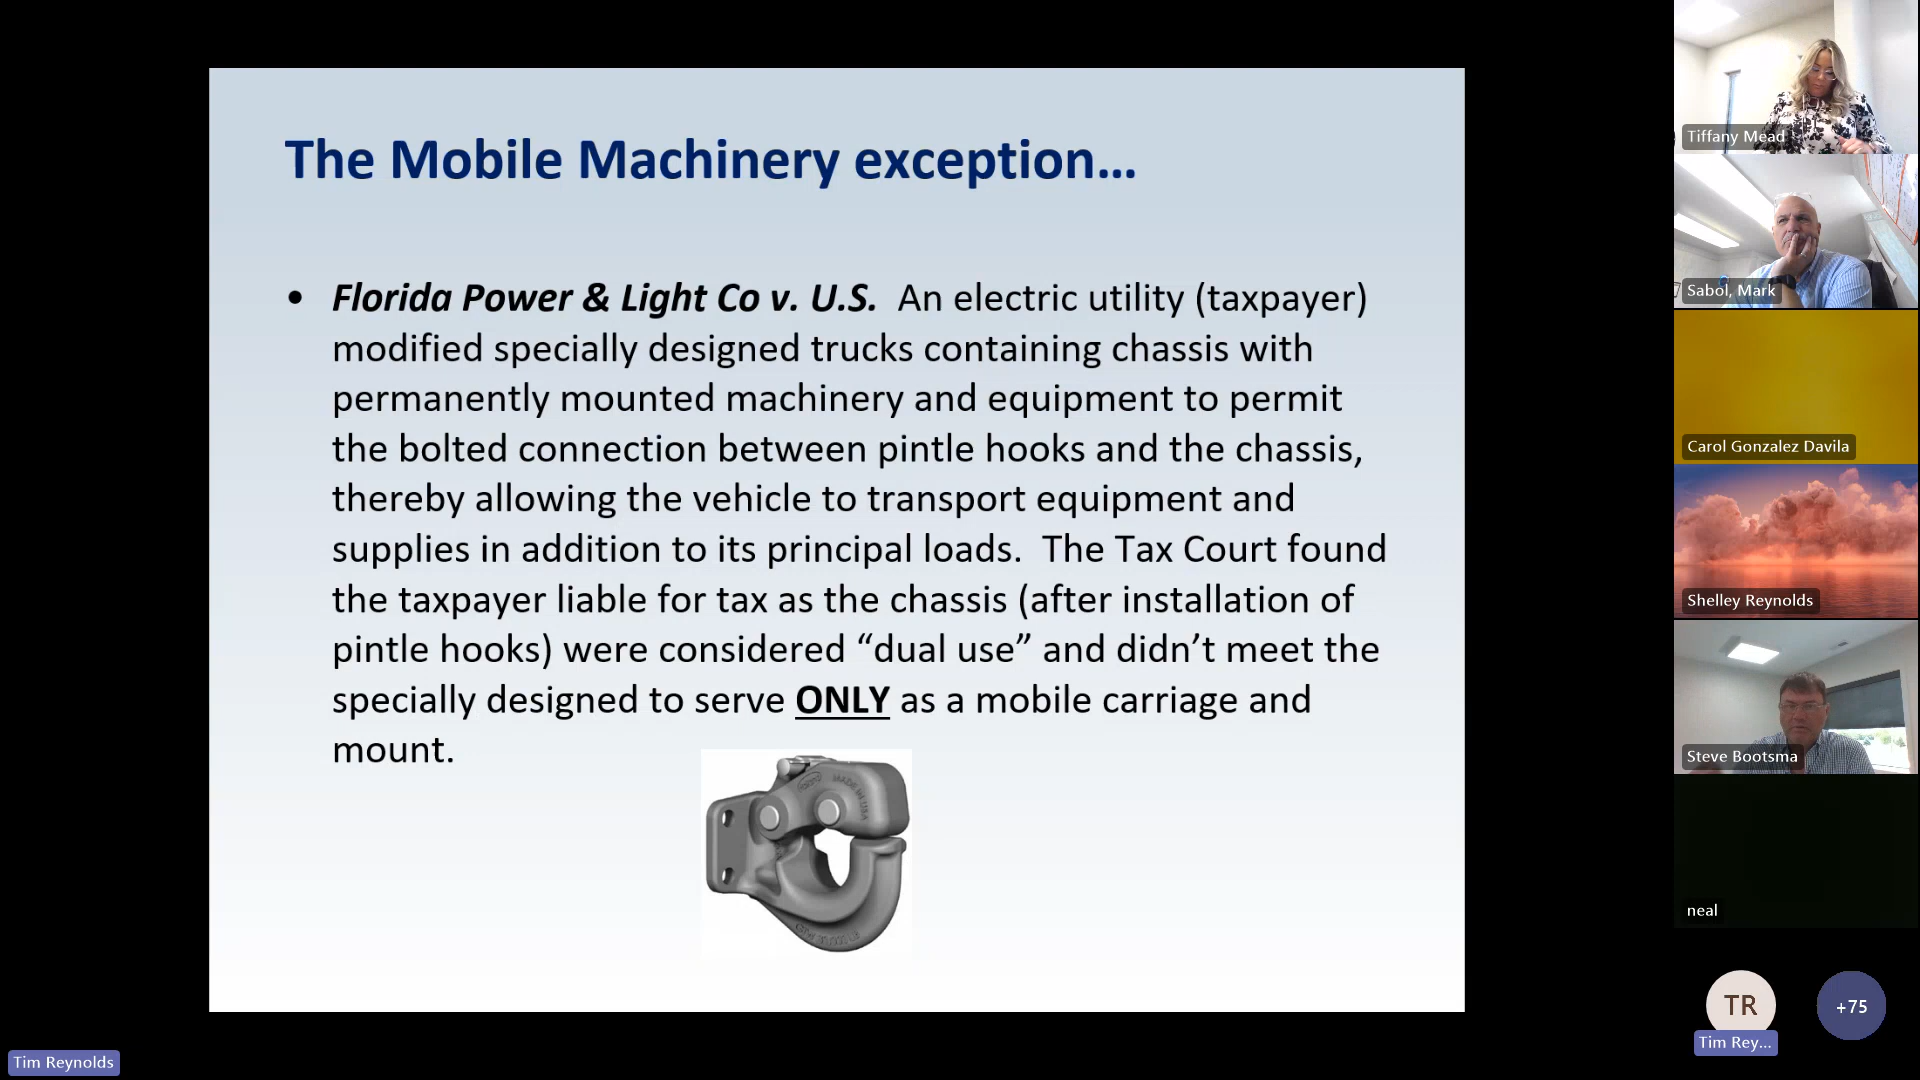 The Mobile Machinery exception...
• Florida Power & Light Co v. U.S. An electric utility (taxpayer)
modified specially designed trucks containing chassis with
permanently mounted machinery and equipment to permit
the bolted connection between pintle hooks and the chassis,
thereby allowing the vehicle to transport equipment and
supplies in addition to its principal loads. The Tax Court found
the taxpayer liable for tax as the chassis (after installation of
pintle hooks) were considered “dual use” and didn’t meet the
specially designed to serve ONLY as a mobile carriage and
mount.
Tiffany Mead
Sabol, Mark
Carol Gonzalez Davila
Shelley Reynolds
Steve Bootsma
neal
TR
+75
Tim Rey...
Tim Reynolds